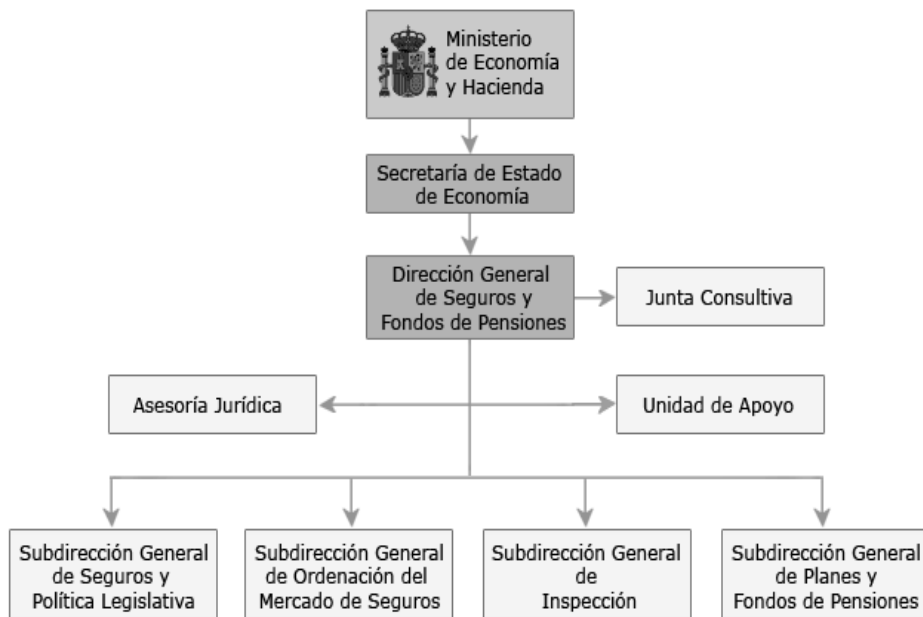 Ministerio
de Economía
y Hacienda
Secretaría de Estado
de Economía
Dirección General
de Seguros y
Fondos de Pensiones
Junta Consultiva
Asesoría Jurídica
Unidad de Apoyo
Subdirección General
de Seguros y
Política Legislativa
Subdirección General
de Ordenación del
Mercado de Seguros
Subdirección General
de
Inspección
Subdirección General
de Planes y
Fondos de Pensiones